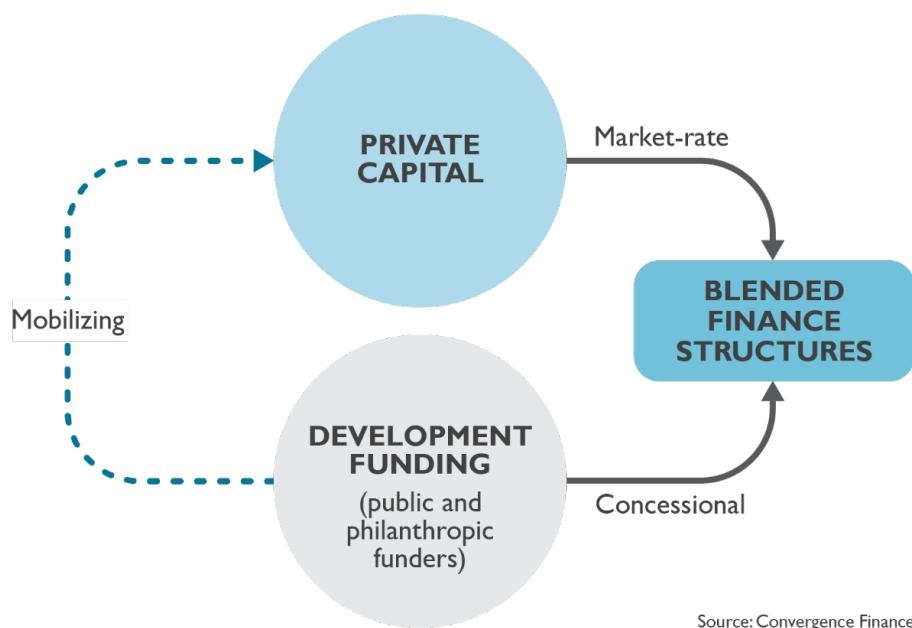 PRIVATE
CAPITAL
Market-rate
BLENDED
FINANCE
STRUCTURES
Mobilizing
DEVELOPMENT
FUNDING
(public and
philanthropic
funders)
Concessional
Source: Convergence Finance